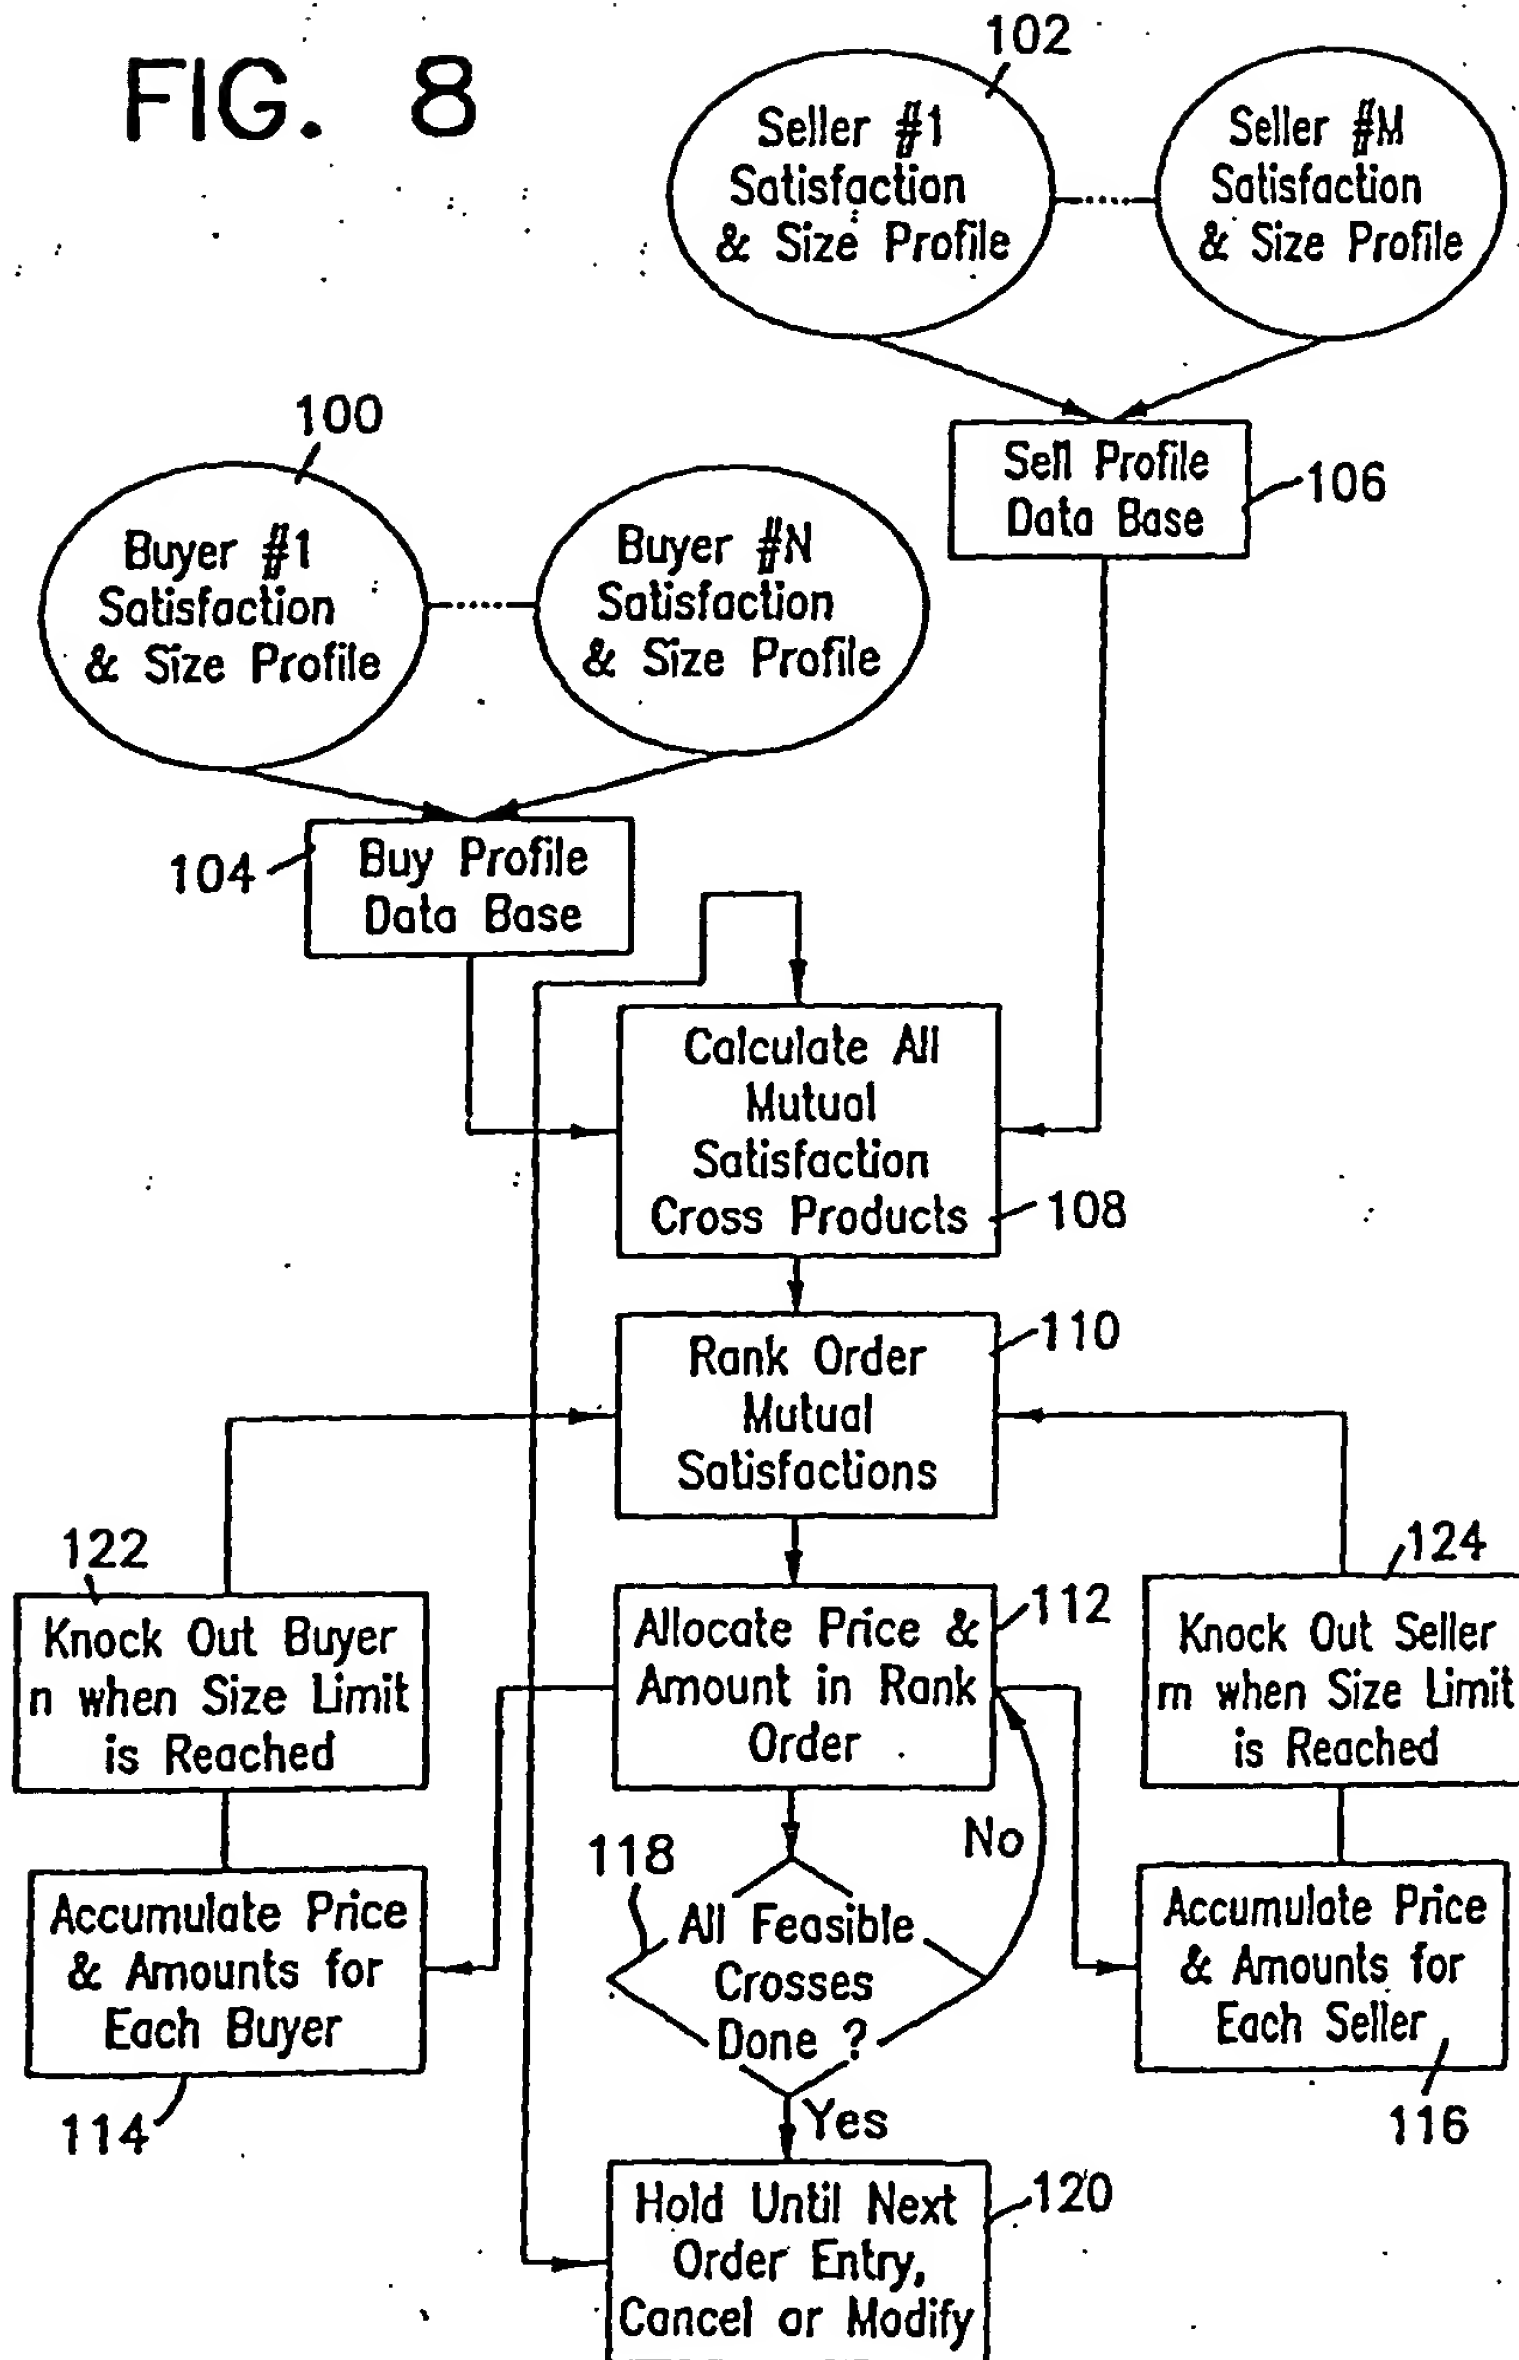 FIG. 8
102
Seller #1
Satisfaction
& Size Profile
Seller #M
Satisfaction
& Size Profile
Sell Profile
Data Base
106
100
Buyer #1
Satisfaction
& Size Profile
Buyer #N
Satisfaction
& Size Profile
104
Buy Profile
Data Base
Calculate All
Mutual
Satisfaction
Cross Products
108
Rank Order
Mutual
Satisfactions
110
122
Knock Out Buyer
n when Size Limit
is Reached
Allocate Price &
Amount in Rank
Order
112
124
Knock Out Seller
m when Size Limit
is Reached
118
No
Accumulate Price
& Amounts for
Each Buyer
114
All Feasible
Crosses
Done ?
Accumulate Price
& Amounts for
Each Seller
116
Yes
Hold Until Next
Order Entry,
Cancel or Modify
120